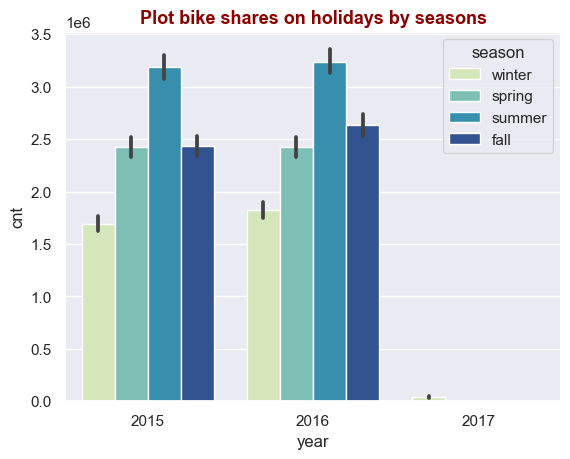 Plot bike shares on holidays by seasons
1e6
3.5
3.0
2.5
2.0
1.5
1.0
0.5
0.0
cnt
season
winter
spring
summer
fall
2015 2016 2017
year